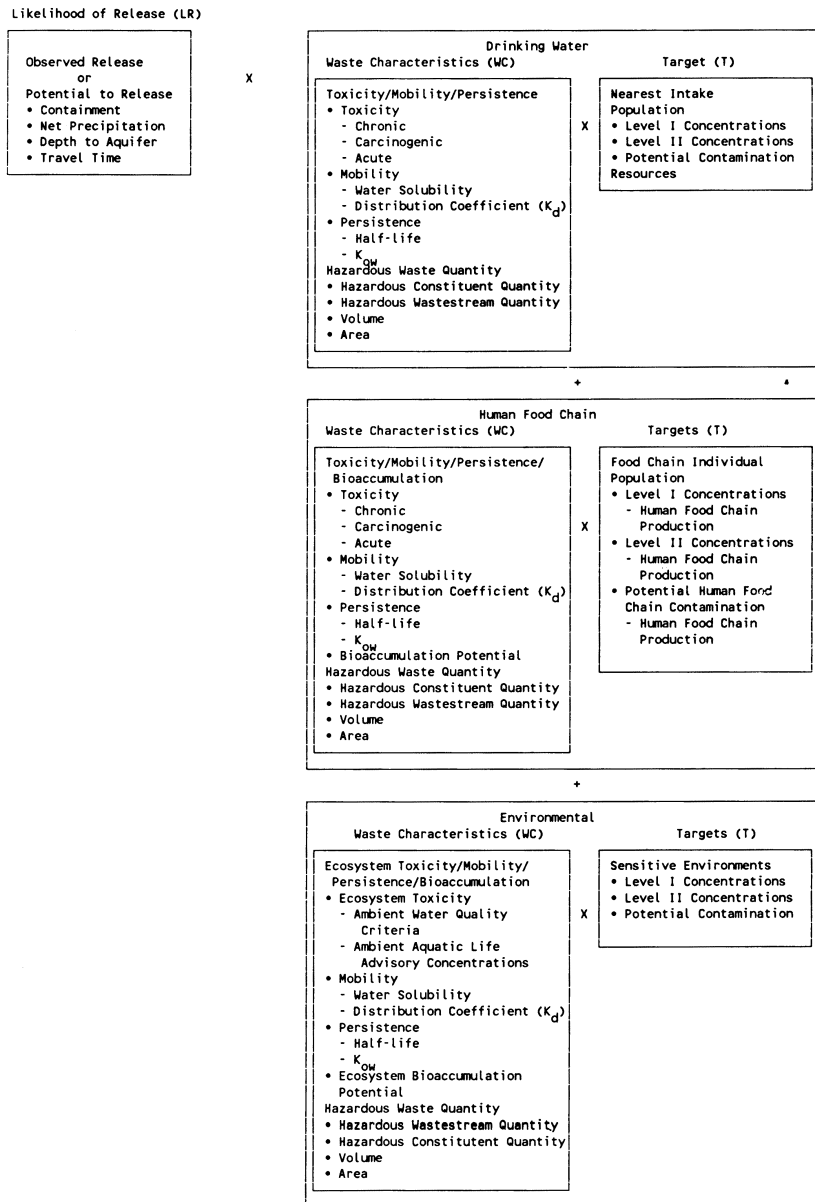 Likelihood of Release (LR)
Observed Release
or
Potential to Release
• Containment
• Net Precipitation
• Depth to Aquifer
• Travel Time
X
Drinking Water
Waste Characteristics (WC)
Toxicity/Mobility/Persistence
• Toxicity
- Chronic
- Carcinogenic
- Acute
• Mobility
- Water Solubility
- Distribution Coefficient (Kd)
• Persistence
- Half-life
- Kow
Hazardous Waste Quantity
• Hazardous Constituent Quantity
• Hazardous Wastestream Quantity
• Volume
• Area
X
Target (T)
Nearest Intake
Population
• Level I Concentrations
• Level II Concentrations
• Potential Contamination
Resources
+
Human Food Chain
Waste Characteristics (WC)
Toxicity/Mobility/Persistence/
Bioaccumulation
• Toxicity
- Chronic
- Carcinogenic
- Acute
• Mobility
- Water Solubility
- Distribution Coefficient (Kd)
• Persistence
- Half-life
- Kow
• Bioaccumulation Potential
Hazardous Waste Quantity
• Hazardous Constituent Quantity
• Hazardous Wastestream Quantity
• Volume
• Area
X
Targets (T)
Food Chain Individual
Population
• Level I Concentrations
- Human Food Chain
Production
• Level II Concentrations
- Human Food Chain
Production
• Potential Human Food
Chain Contamination
- Human Food Chain
Production
+
Environmental
Waste Characteristics (WC)
Ecosystem Toxicity/Mobility/
Persistence/Bioaccumulation
• Ecosystem Toxicity
- Ambient Water Quality
Criteria
- Ambient Aquatic Life
Advisory Concentrations
• Mobility
- Water Solubility
- Distribution Coefficient (Kd)
• Persistence
- Half-life
- Kow
• Ecosystem Bioaccumulation
Potential
Hazardous Waste Quantity
• Hazardous Wastestream Quantity
• Hazardous Constitutent Quantity
• Volume
• Area
X
Targets (T)
Sensitive Environments
• Level I Concentrations
• Level II Concentrations
• Potential Contamination